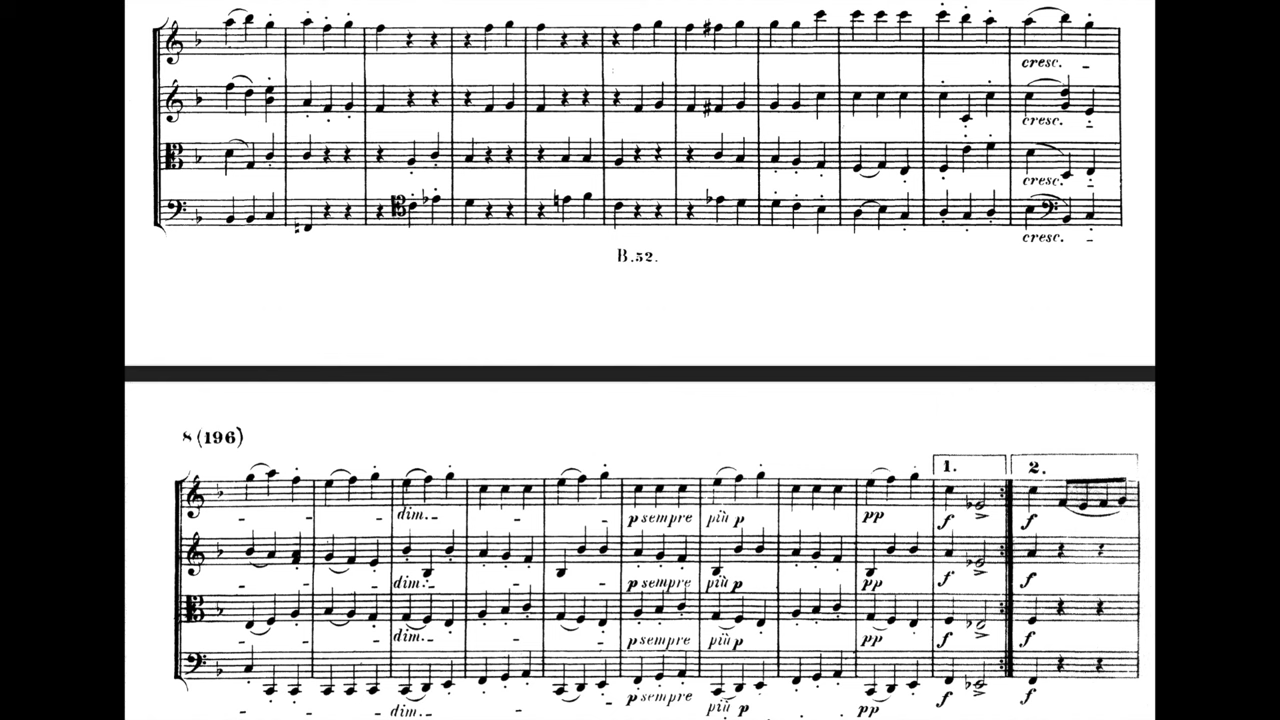 cresc.
cresc.
cresc.
cresc.
B.52.
8 (196)
1. 2.
dim. p sempre più p pp f f
dim. p sempre più p pp f f
dim. p sempre più p pp f f
dim. p sempre più p pp f f